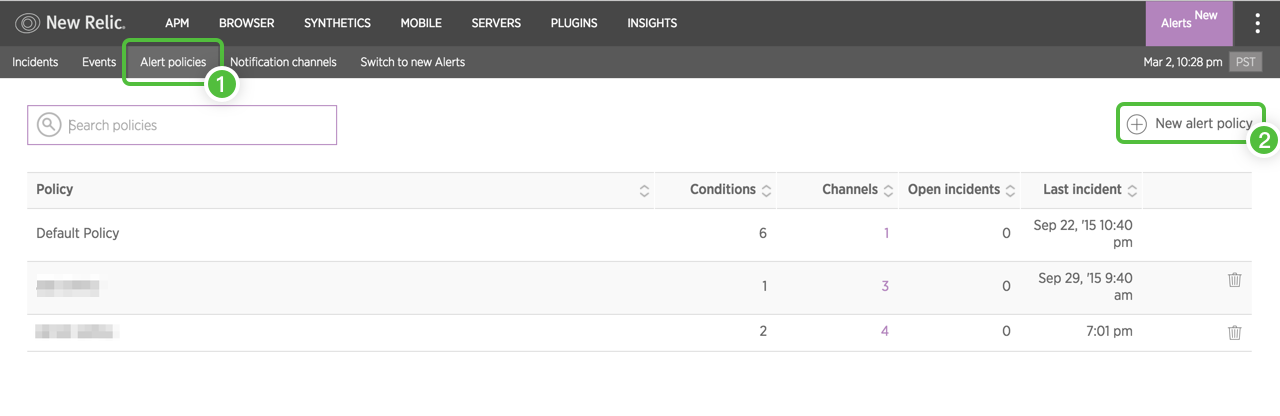 New Relic. APM BROWSER SYNTHETICS MOBILE SERVERS PLUGINS INSIGHTS Alerts New
Incidents Events Alert policies Notification channels Switch to new Alerts Mar 2, 10:28 pm PST
1
Search policies New alert policy
2
Policy Conditions Channels Open incidents Last incident
Default Policy 6 1 0 Sep 22, '15 10:40
pm
1 3 0 Sep 29, '15 9:40
am
2 4 0 7:01 pm